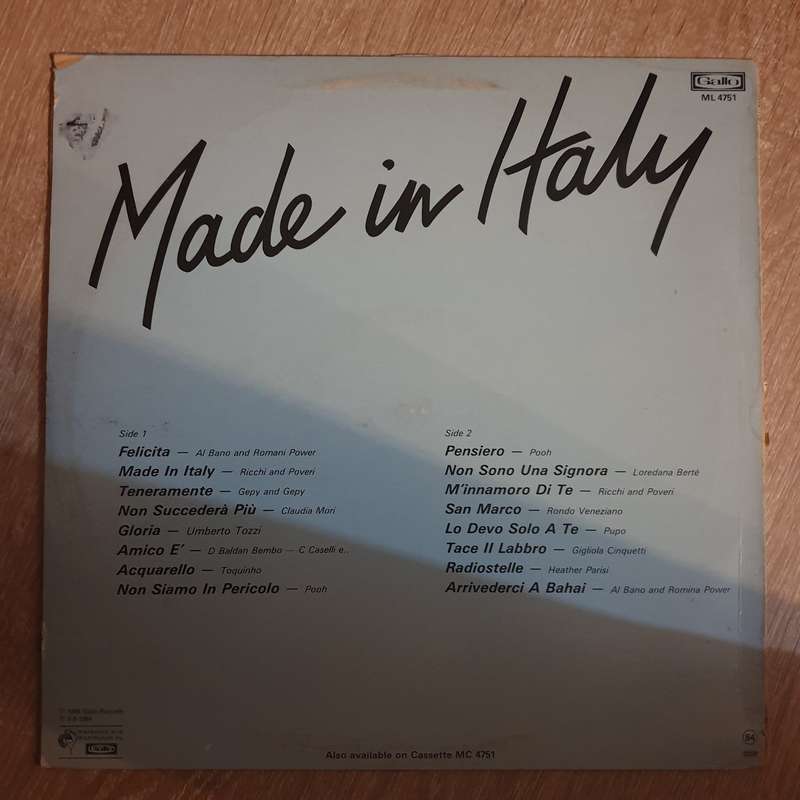 Gallo
ML 4751
Made in Italy
Side 1
Felicita — Al Bano and Romani Power
Made In Italy — Ricchi and Poveri
Teneramente — Gepy and Gepy
Non Succederà Più — Claudia Mori
Gloria — Umberto Tozzi
Amico E' — D Baldan Bembo — C Caselli e..
Acquarello — Toquinho
Non Siamo In Pericolo — Pooh
Side 2
Pensiero — Pooh
Non Sono Una Signora — Loredana Berté
M'innamoro Di Te — Ricchi and Poveri
San Marco — Rondo Veneziano
Lo Devo Solo A Te — Pupo
Tace Il Labbro — Gigliola Cinquetti
Radiostelle — Heather Parisi
Arrivederci A Bahai — Al Bano and Romina Power
Gallo
Also available on Cassette MC 4751